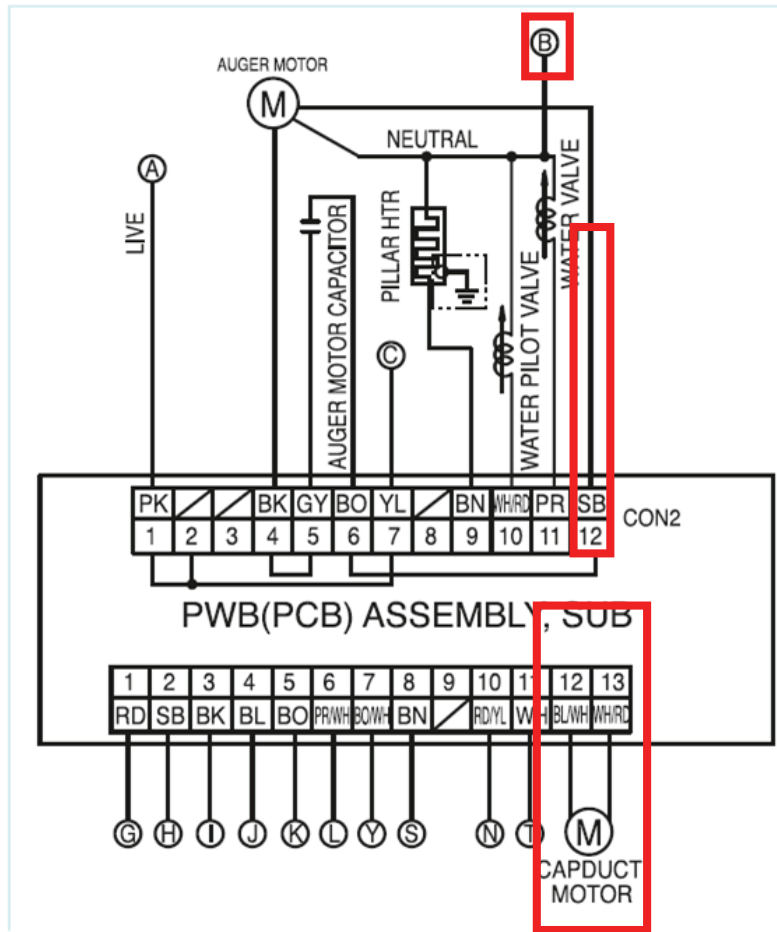 B
AUGER MOTOR
M
NEUTRAL
A
LIVE
AUGER MOTOR CAPACITOR
PILLAR HTR
WATER PILOT VALVE
WATER VALVE
C
PK BK GY BO YL BN WH/RD PR SB
CON2
1 2 3 4 5 6 7 8 9 10 11 12
PWB(PCB) ASSEMBLY, SUB
1 2 3 4 5 6 7 8 9 10 11 12 13
RD SB BK BL BO PR/WH BO/WH BN RD/YL WH BL/WH WH/RD
G H I J K L Y S N T M
CAPDUCT
MOTOR